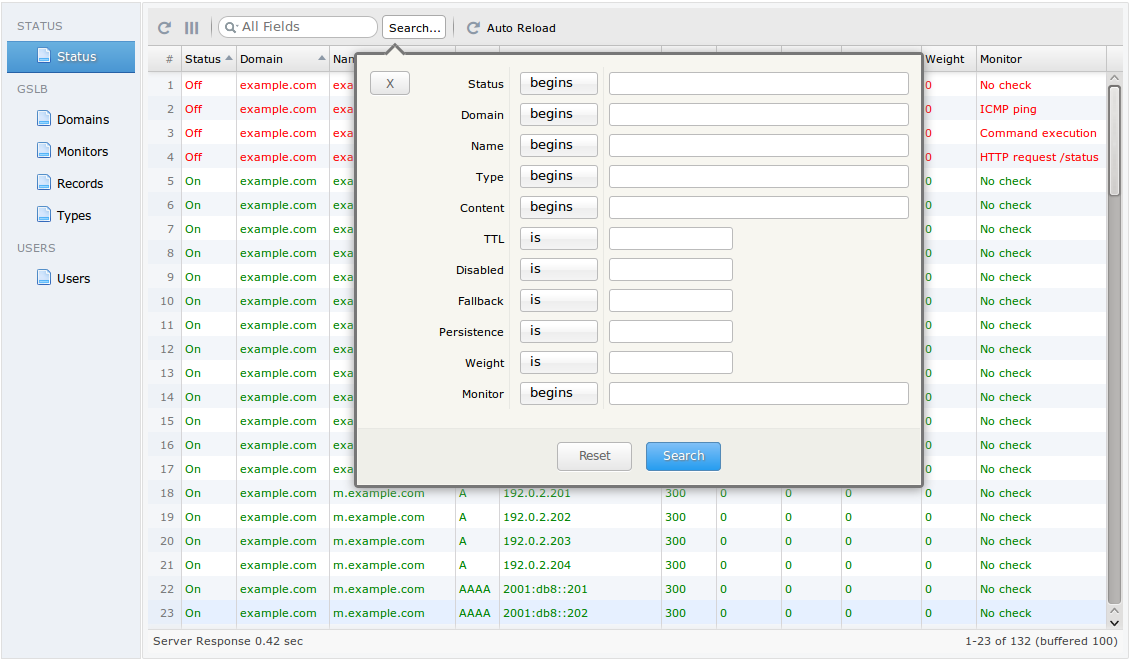 STATUS
Status
GSLB
Domains
Monitors
Records
Types
USERS
Users
All Fields Search... Auto Reload
# Status Domain Nan Weight Monitor
1 Off example.com exa 0 No check
2 Off example.com exa 0 ICMP ping
3 Off example.com exa 0 Command execution
4 Off example.com exa 0 HTTP request /status
5 On example.com exa 0 No check
6 On example.com exa 0 No check
7 On example.com exa 0 No check
8 On example.com exa 0 No check
9 On example.com exa 0 No check
10 On example.com exa 0 No check
11 On example.com exa 0 No check
12 On example.com exa 0 No check
13 On example.com exa 0 No check
14 On example.com exa 0 No check
15 On example.com exa 0 No check
16 On example.com exa 0 No check
17 On example.com exa 0 No check
18 On example.com m.example.com A 192.0.2.201 300 0 0 0 0 No check
19 On example.com m.example.com A 192.0.2.202 300 0 0 0 0 No check
20 On example.com m.example.com A 192.0.2.203 300 0 0 0 0 No check
21 On example.com m.example.com A 192.0.2.204 300 0 0 0 0 No check
22 On example.com m.example.com AAAA 2001:db8::201 300 0 0 0 0 No check
23 On example.com m.example.com AAAA 2001:db8::202 300 0 0 0 0 No check
X
Status begins
Domain begins
Name begins
Type begins
Content begins
TTL is
Disabled is
Fallback is
Persistence is
Weight is
Monitor begins
Reset Search
Server Response 0.42 sec 1-23 of 132 (buffered 100)